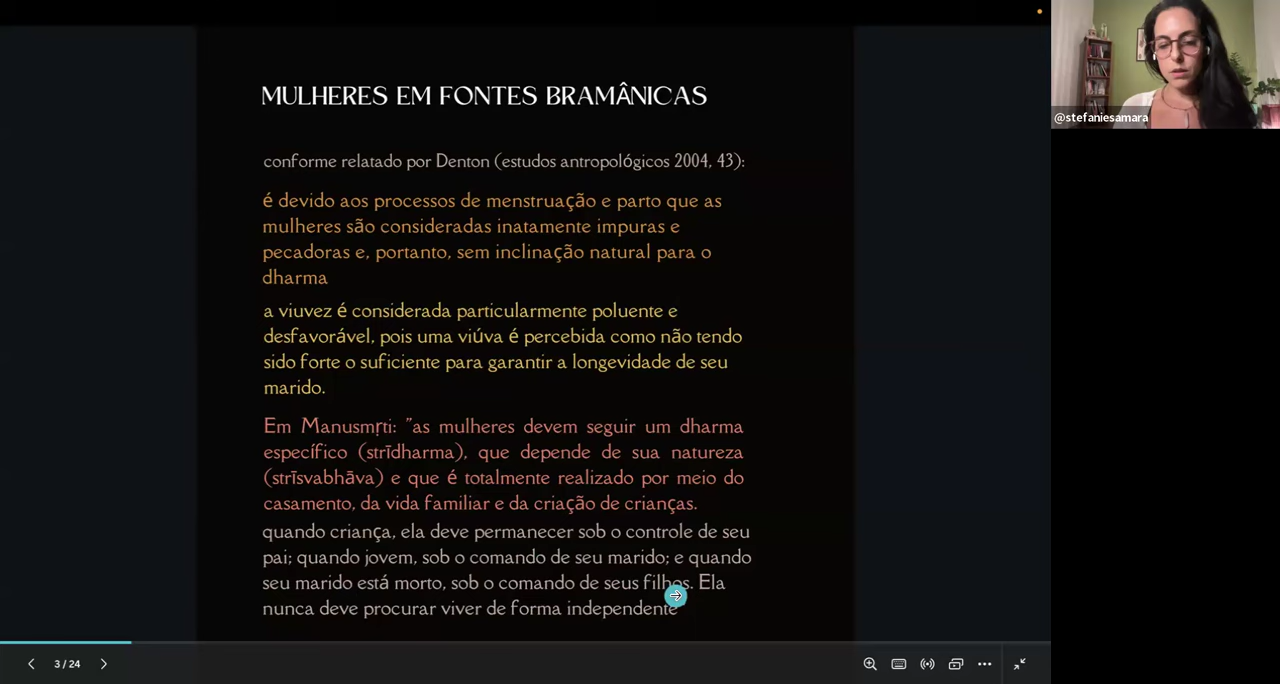 MULHERES EM FONTES BRAMÂNICAS
conforme relatado por Denton (estudos antropológicos 2004, 43):
é devido aos processos de menstruação e parto que as
mulheres são consideradas inatamente impuras e
pecadoras e, portanto, sem inclinação natural para o
dharma
a viuvez é considerada particularmente poluente e
desfavorável, pois uma viúva é percebida como não tendo
sido forte o suficiente para garantir a longevidade de seu
marido.
Em Manusmṛti: "as mulheres devem seguir um dharma
específico (strīdharma), que depende de sua natureza
(strīsvabhāva) e que é totalmente realizado por meio do
casamento, da vida familiar e da criação de crianças.
quando criança, ela deve permanecer sob o controle de seu
pai; quando jovem, sob o comando de seu marido; e quando
seu marido está morto, sob o comando de seus filhos. Ela
nunca deve procurar viver de forma independente
@stefaniesamara
3 / 24